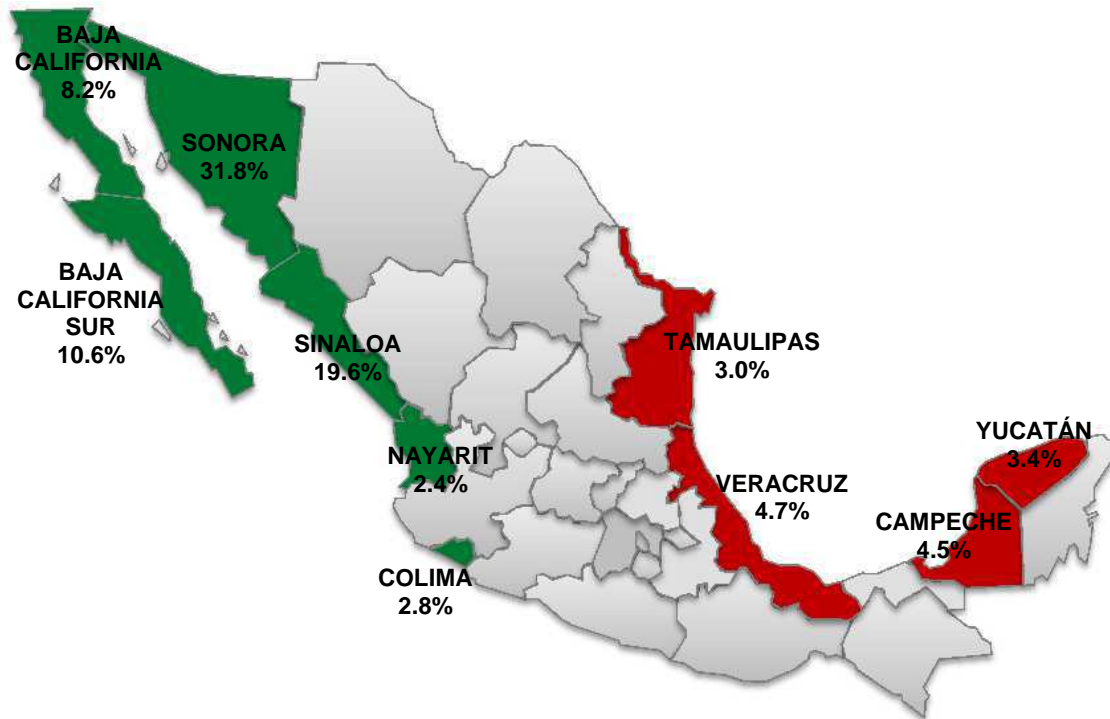 BAJA
CALIFORNIA
8.2%
SONORA
31.8%
BAJA
CALIFORNIA
SUR
10.6%
SINALOA
19.6%
TAMAULIPAS
3.0%
NAYARIT
2.4%
YUCATÁN
3.4%
VERACRUZ
4.7%
CAMPECHE
4.5%
COLIMA
2.8%